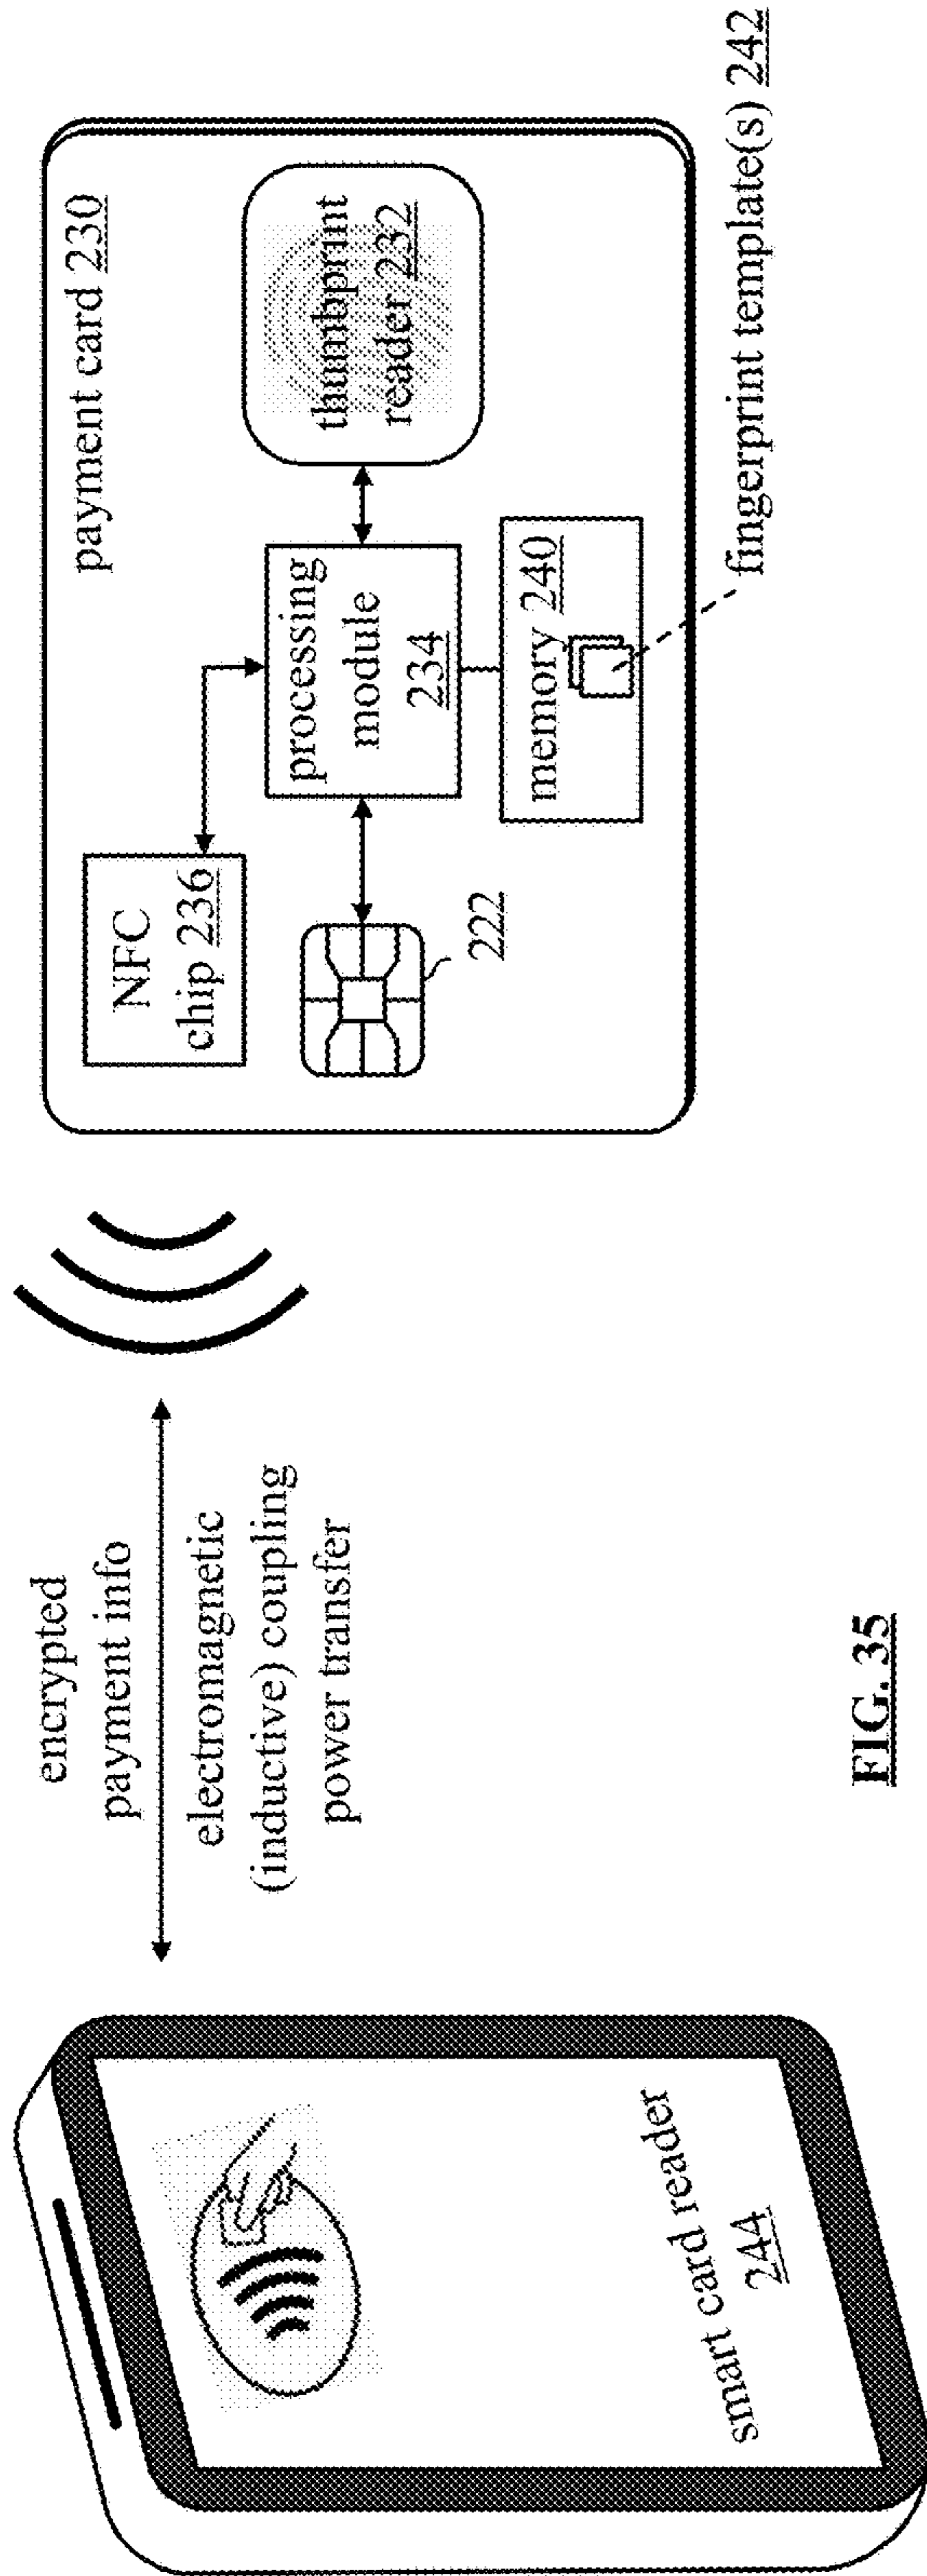 encrypted
payment info
electromagnetic
(inductive) coupling
power transfer
smart card reader
244
payment card 230
NFC
chip 236
222
processing
module
234
thumbprint
reader 232
memory 240
fingerprint template(s) 242
FIG. 35